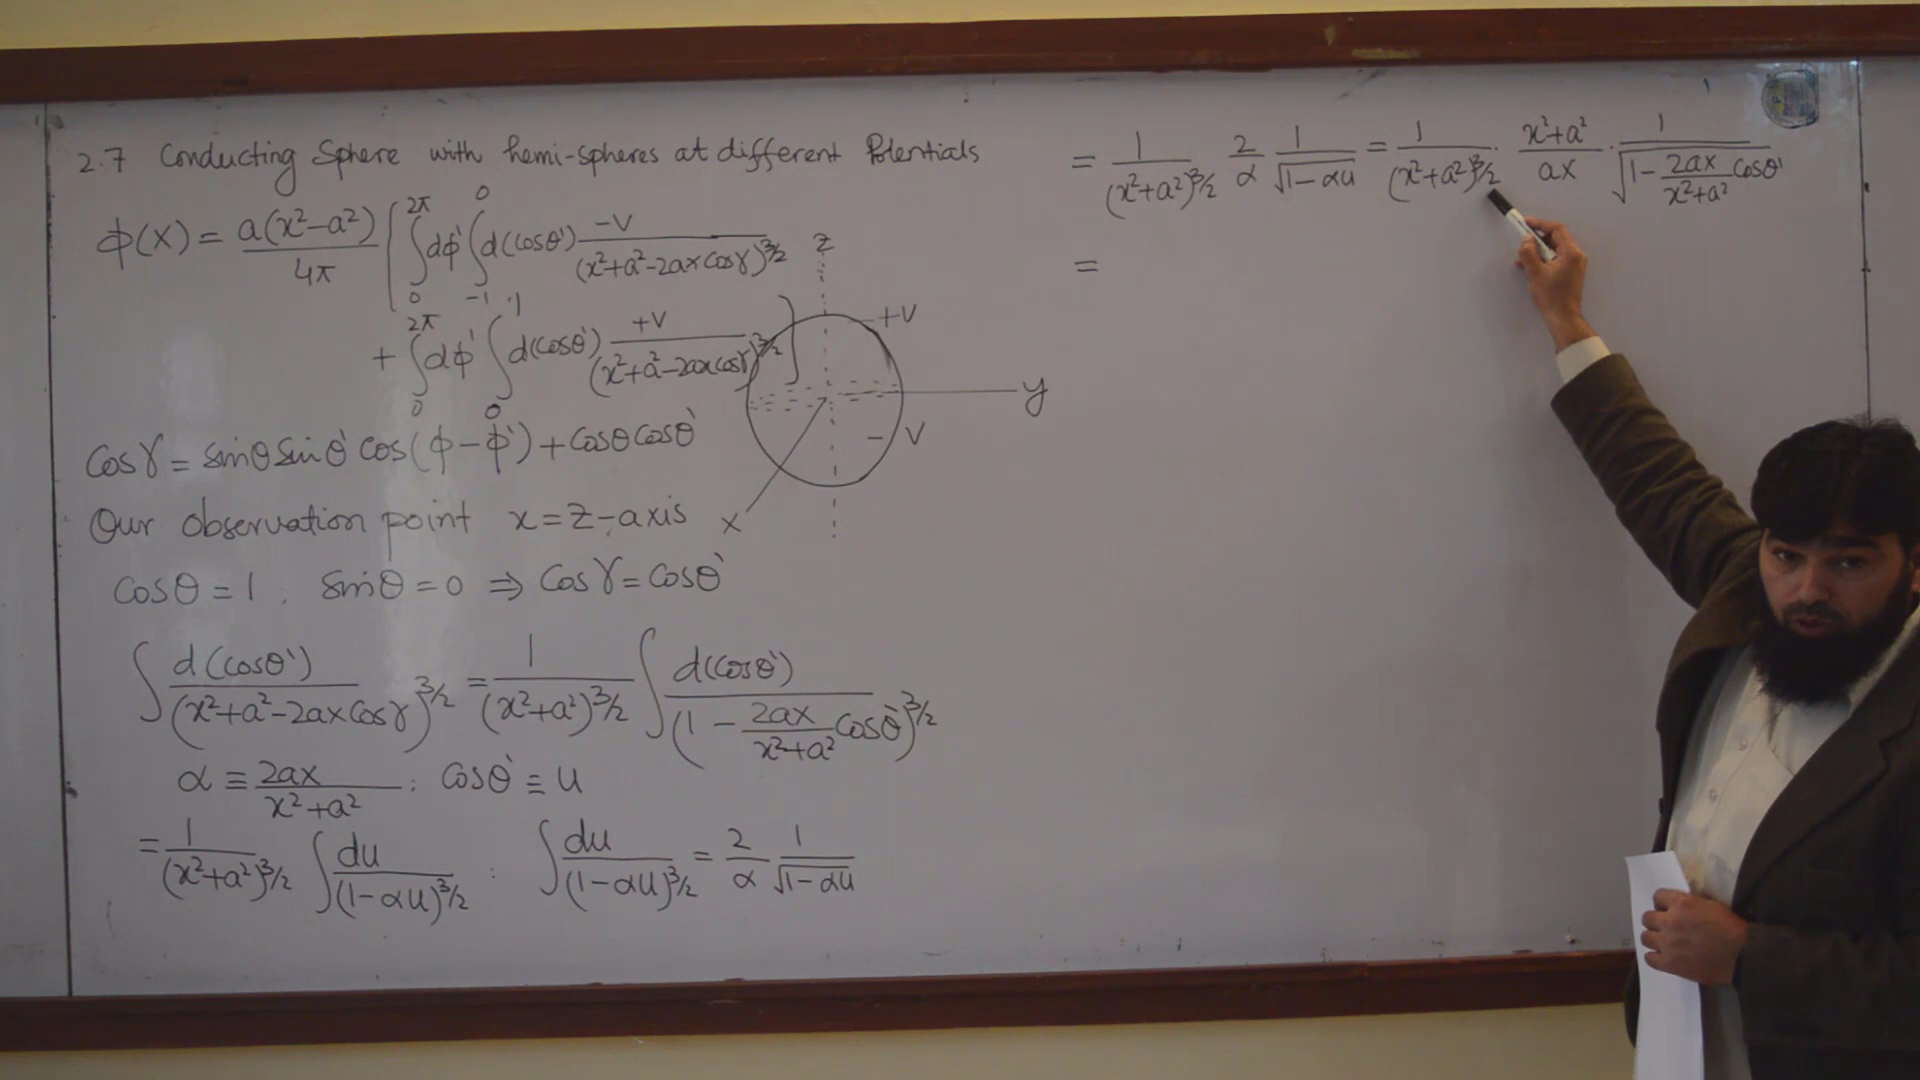 2.7 Conducting Sphere with hemi-spheres at different Potentials
ϕ(X) = a(x²-a²)/4π [ ∫₀^2π dϕ' ∫₋₁^0 d(cosθ') -V/(x²+a²-2ax cosγ)^3/2
+ ∫₀^2π dϕ' ∫₀^1 d(cosθ') +V/(x²+a²-2ax cosγ)^3/2 ]
z
+V
y
- V
x
Cosγ = sinθ sinθ' cos(ϕ-ϕ') + cosθ cosθ'
Our observation point x = z-axis
Cosθ = 1 , sinθ = 0 ⇒ Cosγ = Cosθ'
∫ d(cosθ')/(x²+a²-2ax cosγ)^3/2 = 1/(x²+a²)^3/2 ∫ d(cosθ')/(1 - 2ax/x²+a² cosθ')^3/2
α ≡ 2ax/x²+a² ; cosθ' ≡ u
= 1/(x²+a²)^3/2 ∫ du/(1-αu)^3/2 : ∫ du/(1-αu)^3/2 = 2/α 1/√1-αu
= 1/(x²+a²)^3/2 2/α 1/√1-αu = 1/(x²+a²)^3/2 · x²+a²/ax · 1/√1 - 2ax/x²+a² cosθ'
=